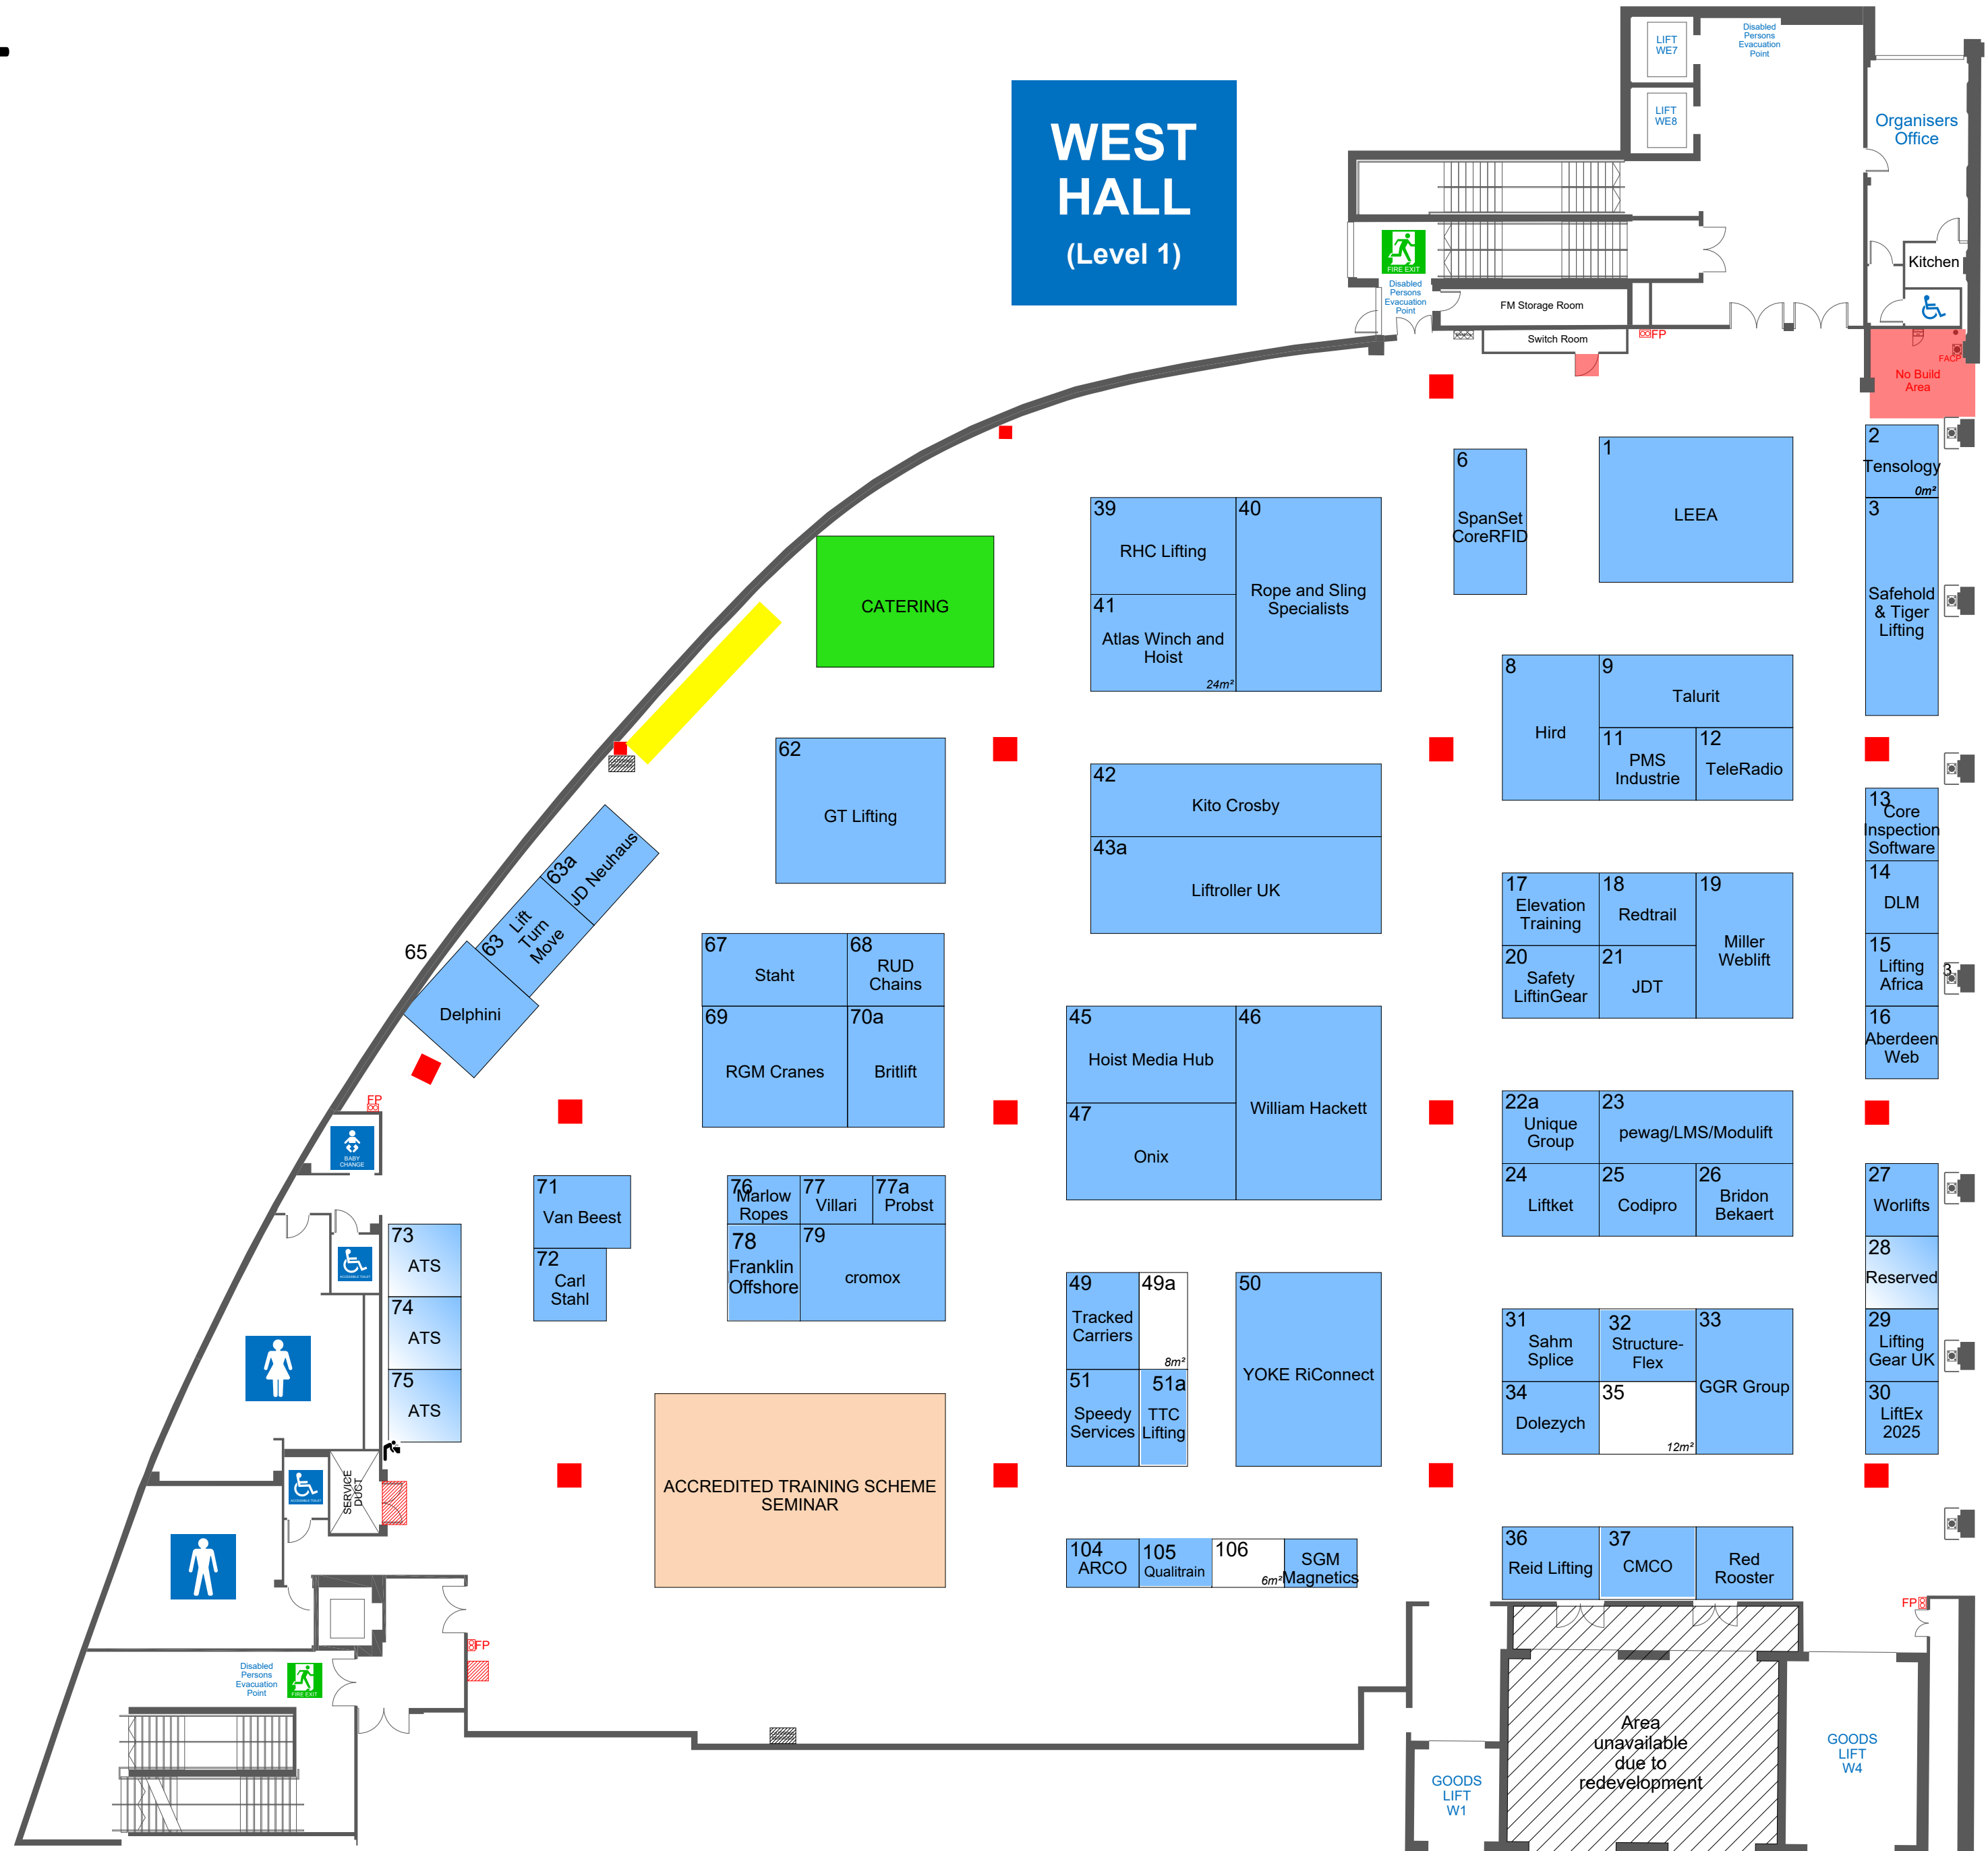 WEST
HALL
(Level 1)
LIFT
WE7
LIFT
WE8
Disabled
Persons
Evacuation
Point
Organisers
Office
Kitchen
FIRE EXIT
Disabled
Persons
Evacuation
Point
FM Storage Room
Switch Room
FP
FACP
No Build
Area
1
LEEA
2
Tensology
0m²
3
Safehold
& Tiger
Lifting
6
SpanSet
CoreRFID
39
RHC Lifting
40
Rope and Sling
Specialists
41
Atlas Winch and
Hoist
24m²
CATERING
8
Hird
9
Talurit
11
PMS
Industrie
12
TeleRadio
62
GT Lifting
42
Kito Crosby
43a
Liftroller UK
13
Core
Inspection
Software
14
DLM
15
Lifting
Africa
3
16
Aberdeen
Web
63a
JD Neuhaus
63
Lift
Turn
Move
65
Delphini
17
Elevation
Training
18
Redtrail
19
Miller
Weblift
20
Safety
LiftinGear
21
JDT
67
Staht
68
RUD
Chains
69
RGM Cranes
70a
Britlift
45
Hoist Media Hub
46
William Hackett
47
Onix
FP
BABY
CHANGE
22a
Unique
Group
23
pewag/LMS/Modulift
24
Liftket
25
Codipro
26
Bridon
Bekaert
27
Worlifts
28
Reserved
29
Lifting
Gear UK
30
LiftEx
2025
71
Van Beest
72
Carl
Stahl
76
Marlow
Ropes
77
Villari
77a
Probst
78
Franklin
Offshore
79
cromox
73
ATS
74
ATS
75
ATS
ACCESSIBLE TOILET
49
Tracked
Carriers
49a
8m²
50
YOKE RiConnect
51
Speedy
Services
51a
TTC
Lifting
31
Sahm
Splice
32
Structure-
Flex
33
GGR Group
34
Dolezych
35
12m²
ACCREDITED TRAINING SCHEME
SEMINAR
SERVICE
DUCT
ACCESSIBLE TOILET
104
ARCO
105
Qualitrain
106
6m²
SGM
Magnetics
36
Reid Lifting
37
CMCO
Red
Rooster
FP
FP
Disabled
Persons
Evacuation
Point
FIRE EXIT
Area
unavailable
due to
redevelopment
GOODS
LIFT
W1
GOODS
LIFT
W4